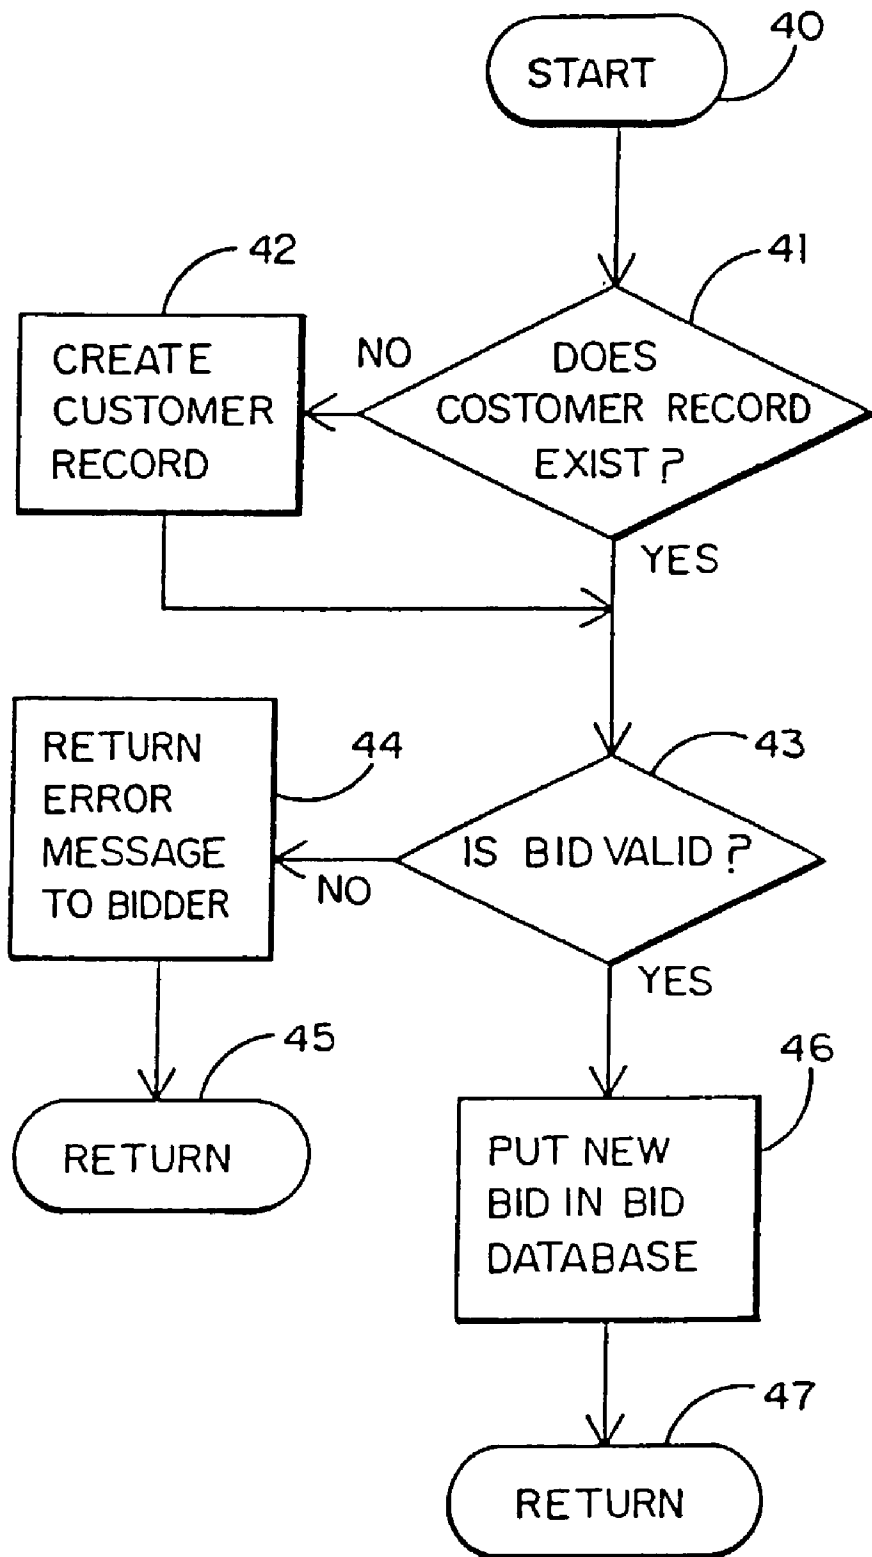 40
START
42
41
CREATE
CUSTOMER
RECORD
NO
DOES
COSTOMER RECORD
EXIST?
YES
44
43
RETURN
ERROR
MESSAGE
TO BIDDER
NO
IS BID VALID?
YES
45
RETURN
46
PUT NEW
BID IN BID
DATABASE
47
RETURN